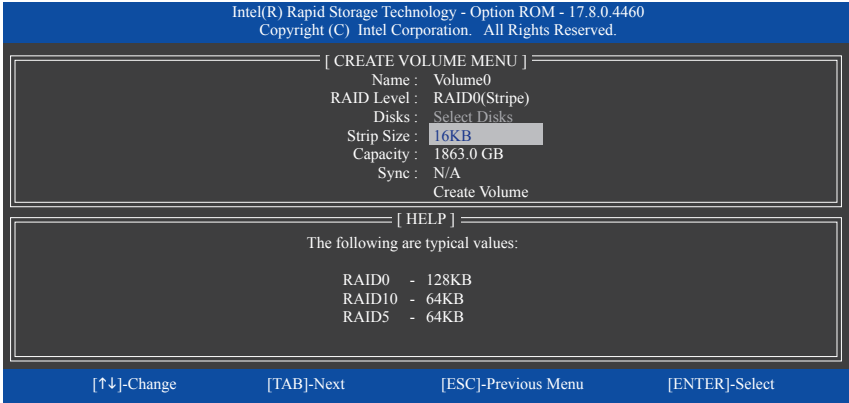 Intel(R) Rapid Storage Technology - Option ROM - 17.8.0.4460
Copyright (C) Intel Corporation. All Rights Reserved.
[ CREATE VOLUME MENU ]
Name : Volume0
RAID Level : RAID0(Stripe)
Disks : Select Disks
Strip Size : 16KB
Capacity : 1863.0 GB
Sync : N/A
Create Volume
[ HELP ]
The following are typical values:
RAID0 - 128KB
RAID10 - 64KB
RAID5 - 64KB
[↑↓]-Change [TAB]-Next [ESC]-Previous Menu [ENTER]-Select